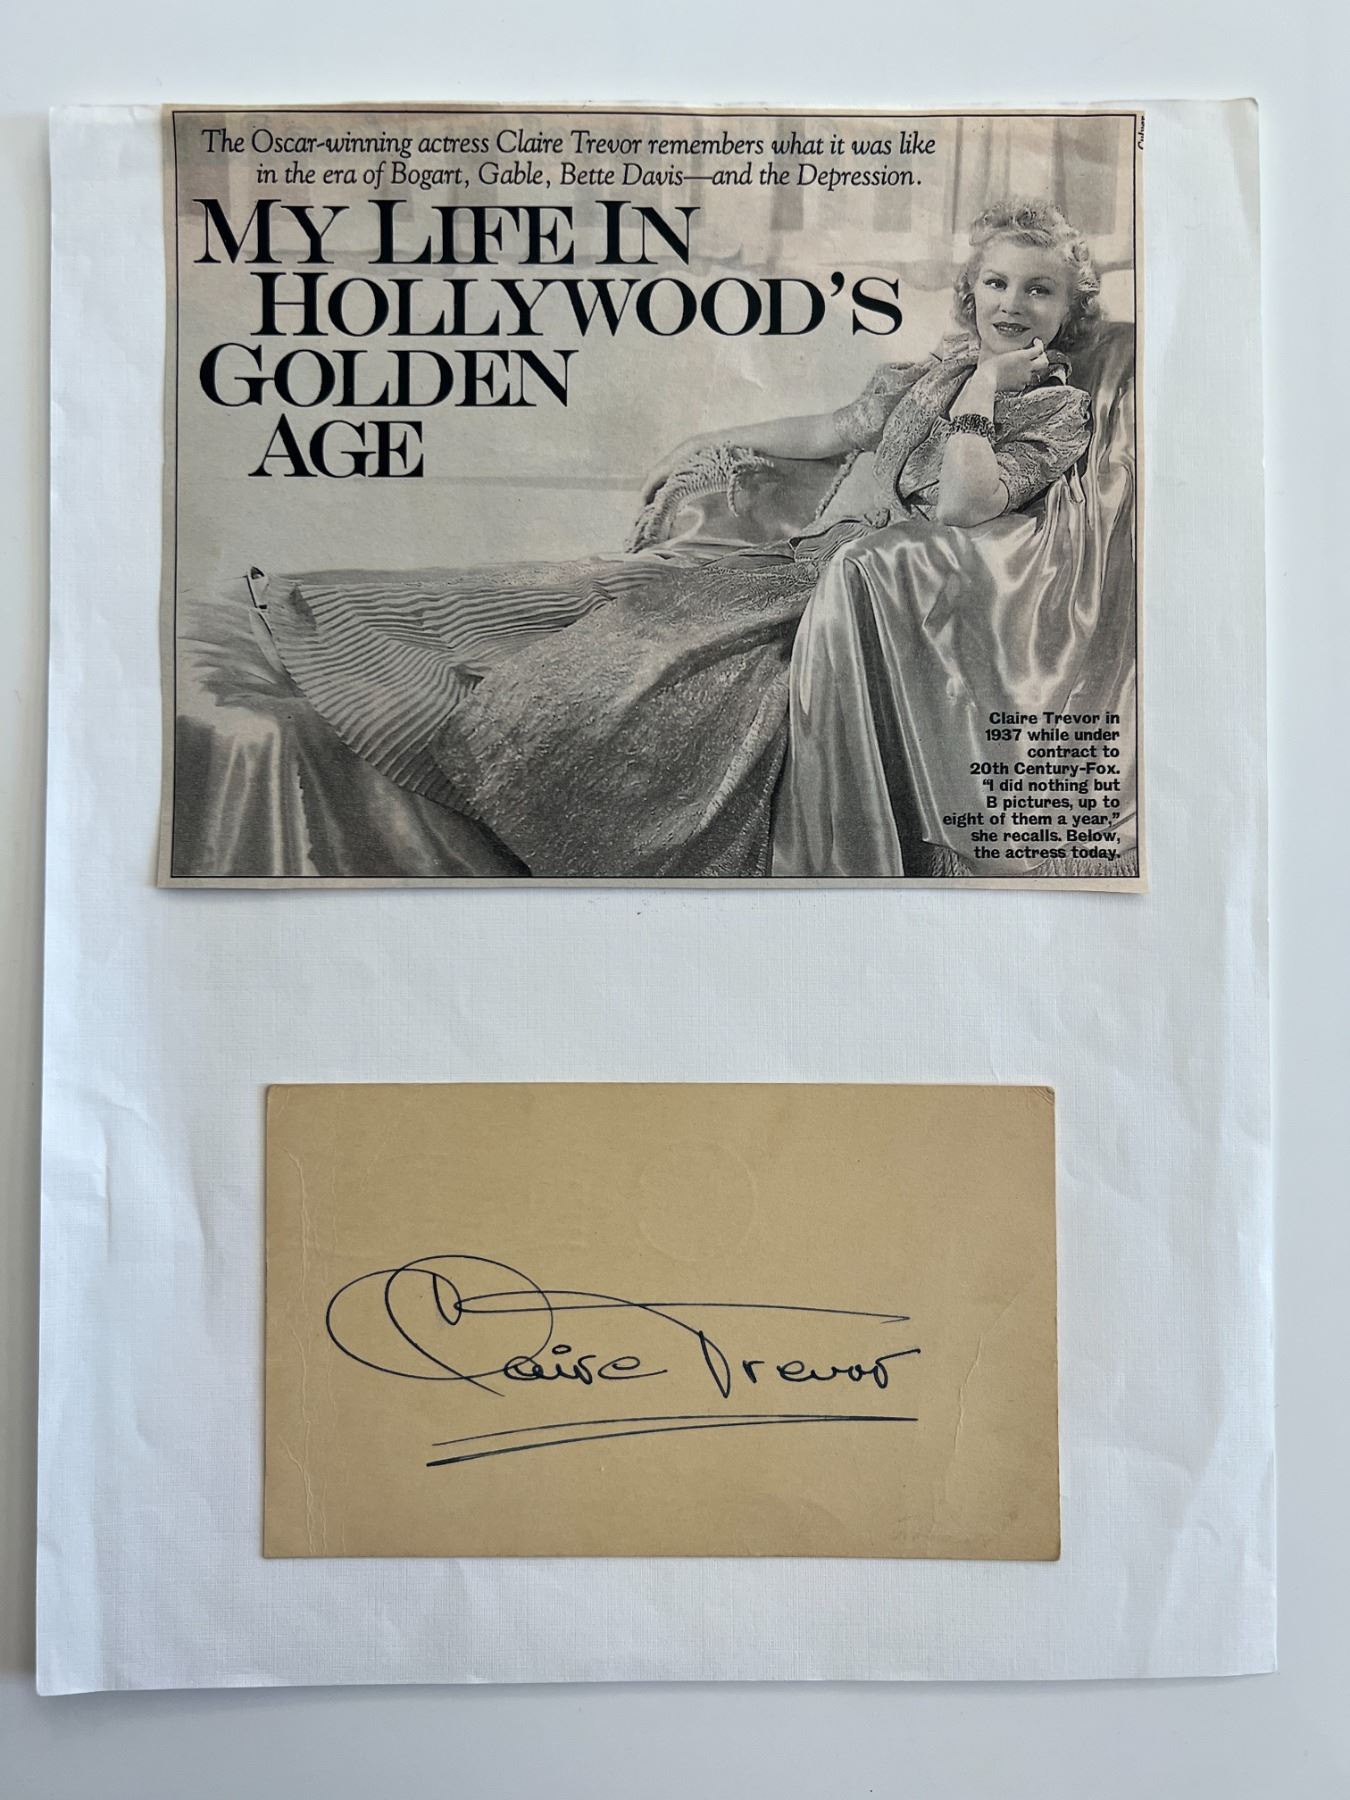 The Oscar-winning actress Claire Trevor remembers what it was like
in the era of Bogart, Gable, Bette Davis—and the Depression.
MY LIFE IN
HOLLYWOOD'S
GOLDEN
AGE
Claire Trevor in
1937 while under
contract to
20th Century-Fox.
“I did nothing but
B pictures, up to
eight of them a year,”
she recalls. Below,
the actress today.
Claire Trevor